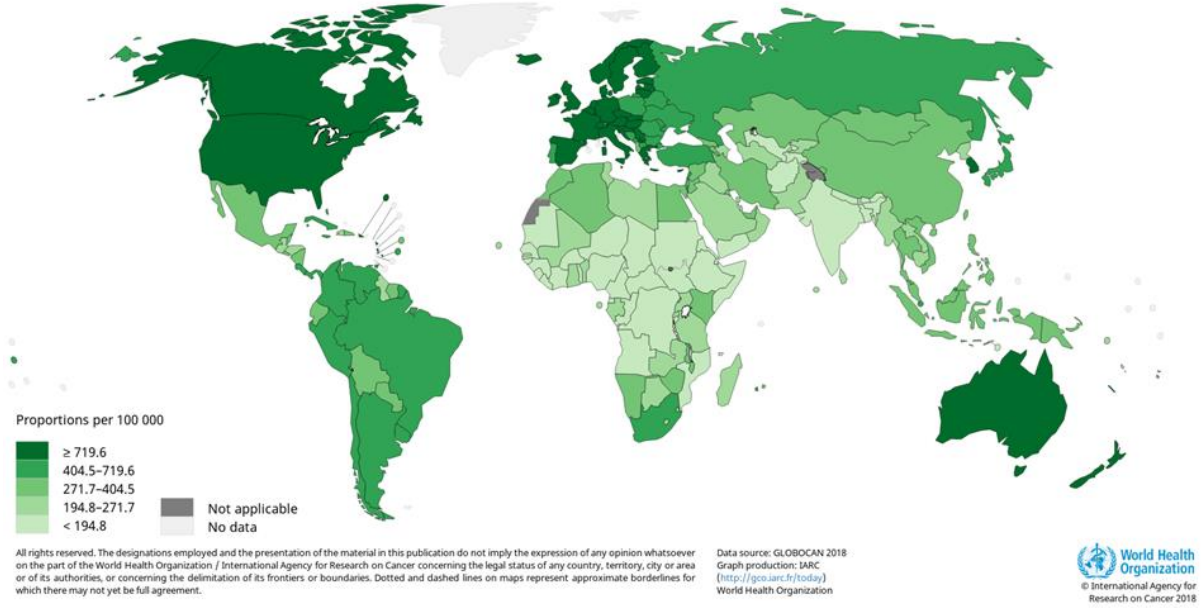 Proportions per 100 000
≥ 719.6
404.5–719.6
271.7–404.5
194.8–271.7
< 194.8
Not applicable
No data
All rights reserved. The designations employed and the presentation of the material in this publication do not imply the expression of any opinion whatsoever
on the part of the World Health Organization / International Agency for Research on Cancer concerning the legal status of any country, territory, city or area
or of its authorities, or concerning the delimitation of its frontiers or boundaries. Dotted and dashed lines on maps represent approximate borderlines for
which there may not yet be full agreement.
Data source: GLOBOCAN 2018
Graph production: IARC
(http://gco.iarc.fr/today)
World Health Organization
World Health
Organization
© International Agency for
Research on Cancer 2018